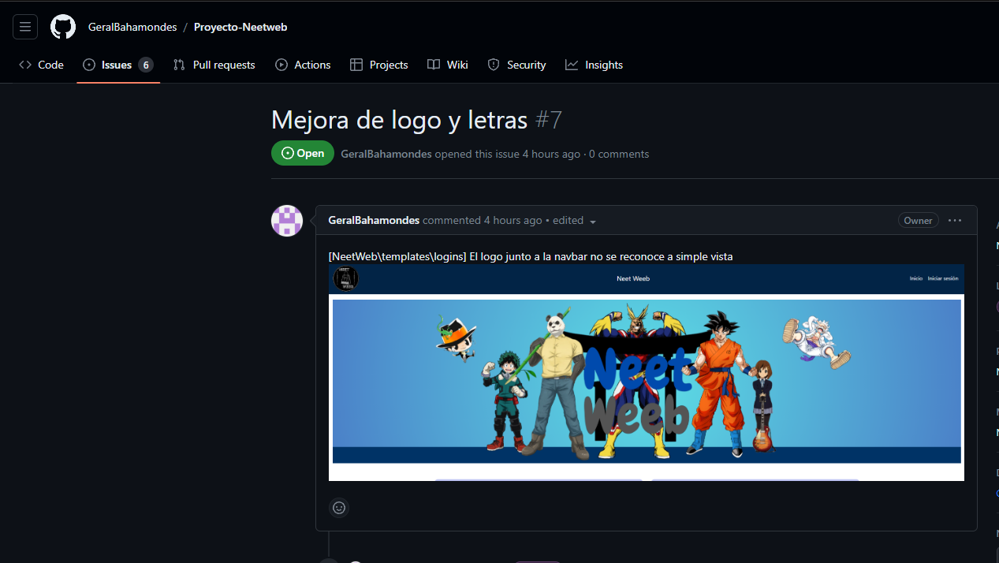 GeralBahamondes / Proyecto-Neetweb
Code Issues 6 Pull requests Actions Projects Wiki Security Insights
Mejora de logo y letras #7
Open GeralBahamondes opened this issue 4 hours ago · 0 comments
GeralBahamondes commented 4 hours ago • edited Owner
[NeetWeb\templates\logins] El logo junto a la navbar no se reconoce a simple vista
NEET
WEEB
Neet Weeb
Inicio Iniciar sesión
Neet
Weeb